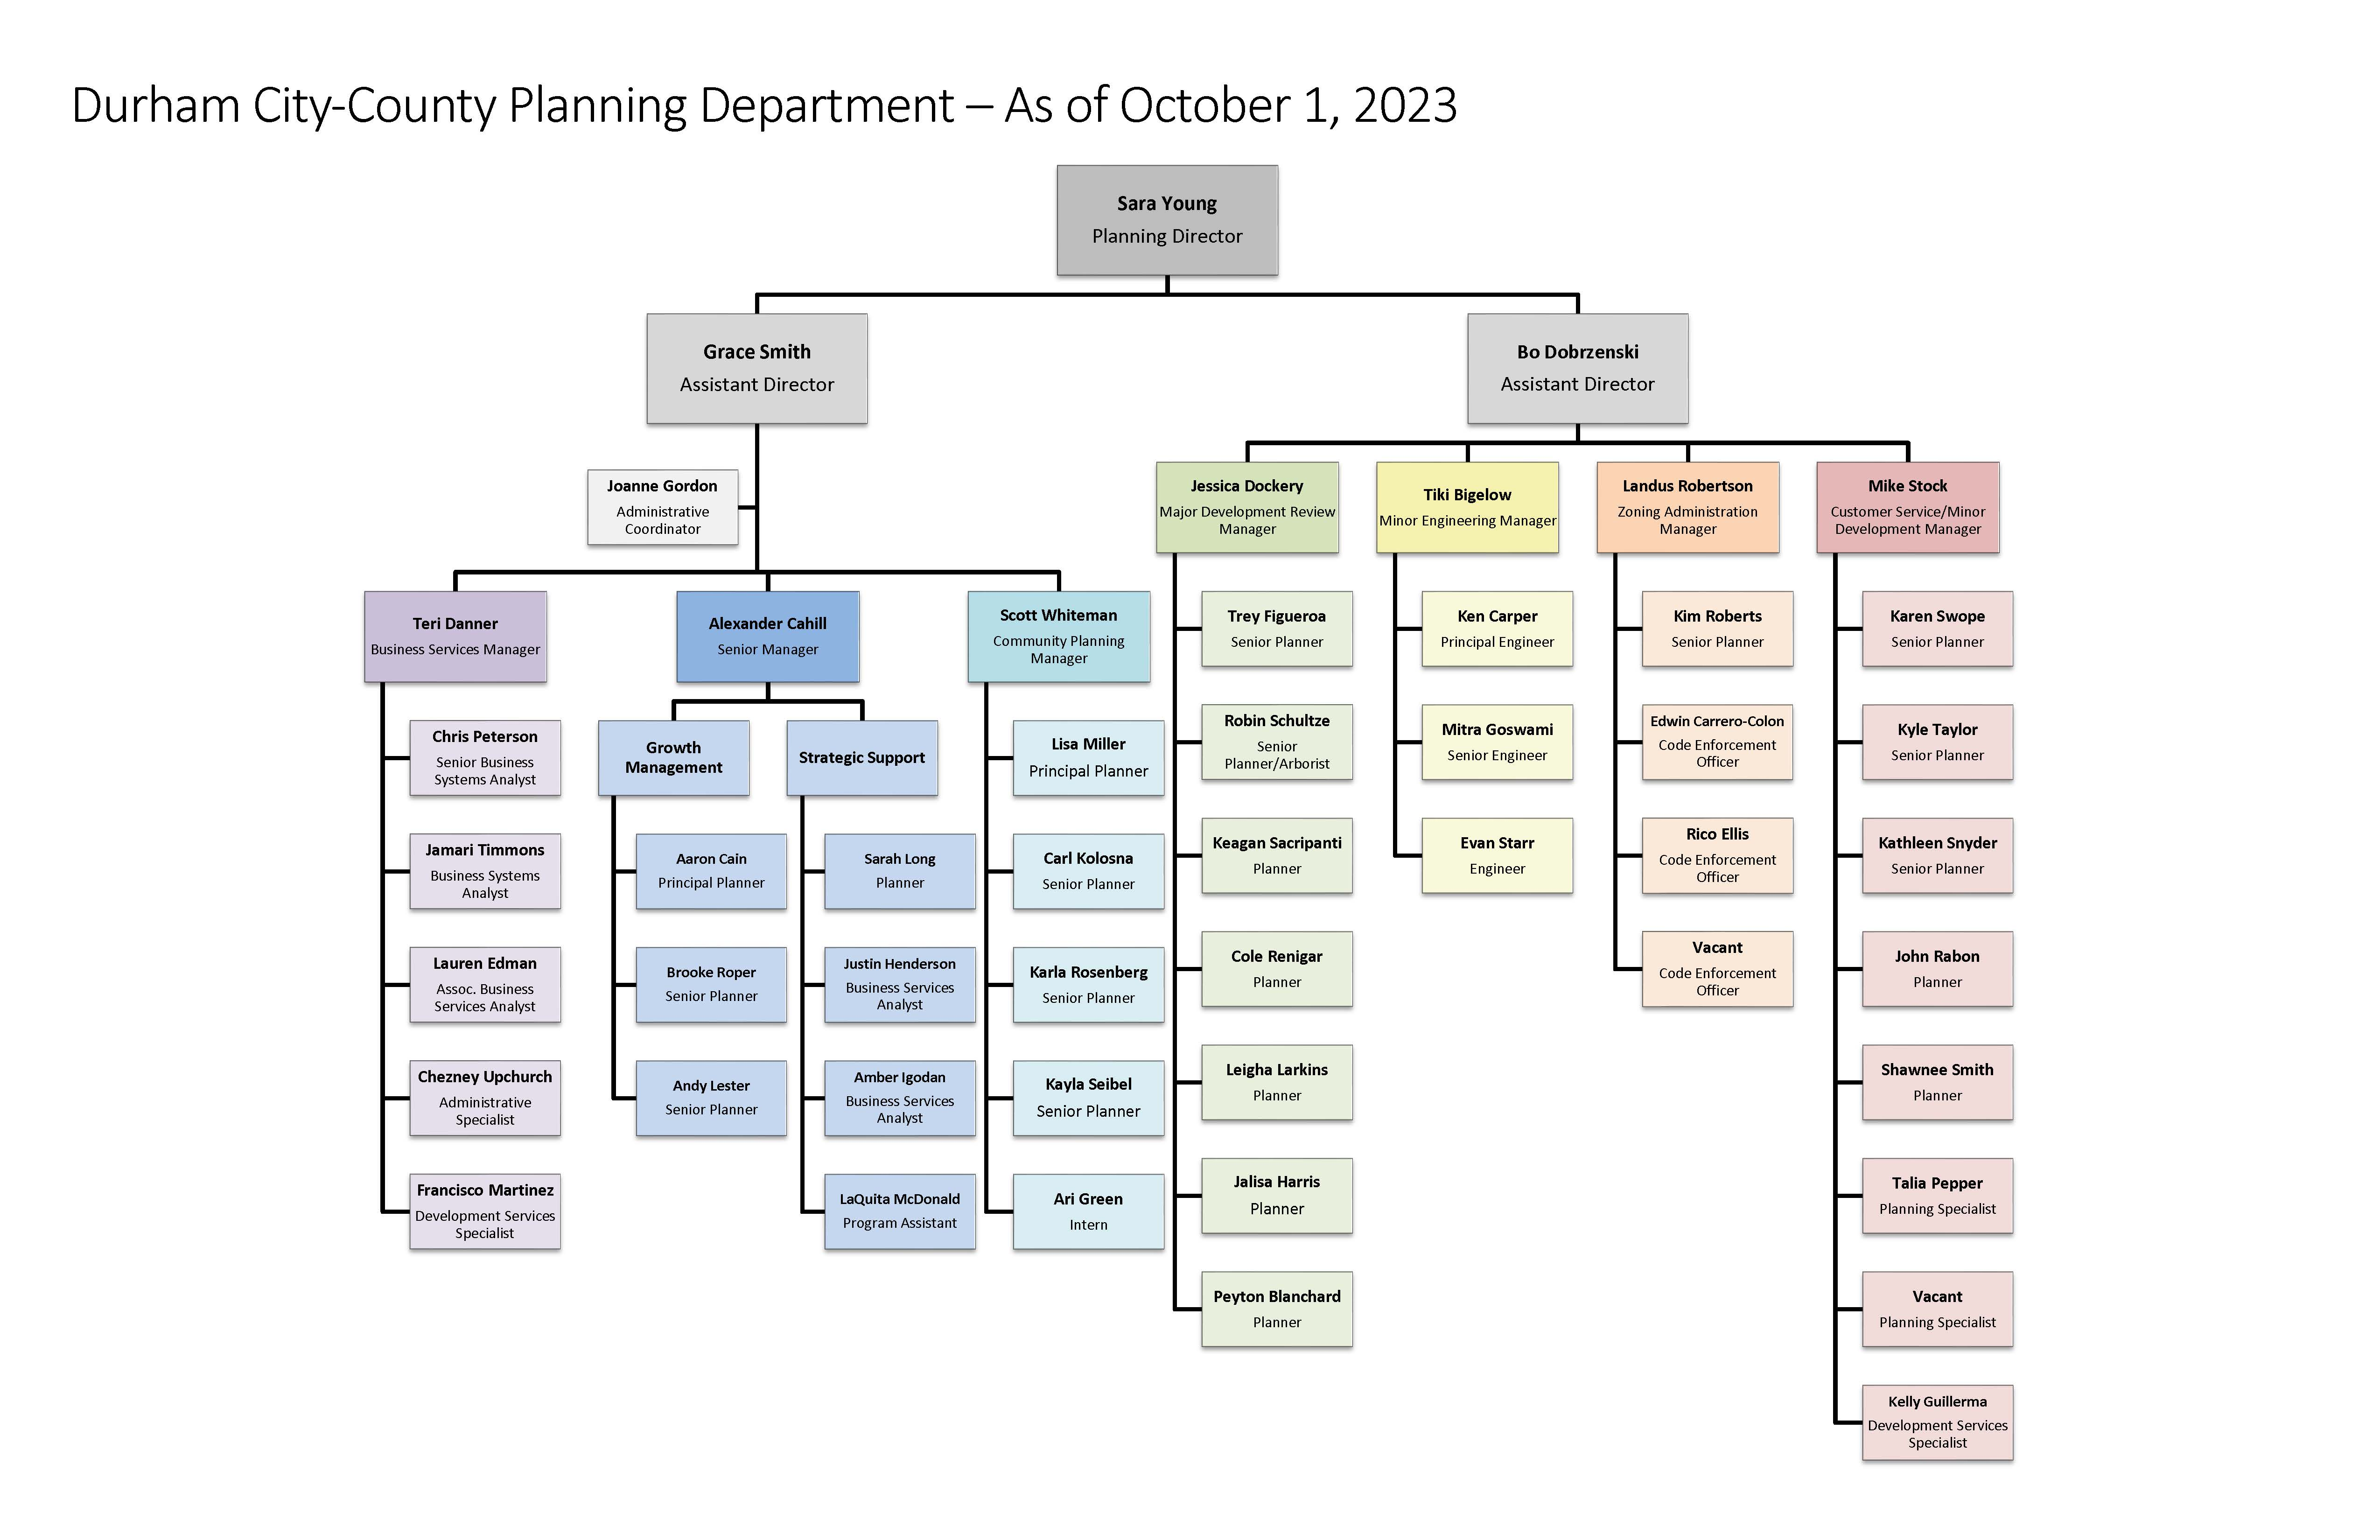 Durham City-County Planning Department – As of October 1, 2023
Sara Young
Planning Director
Grace Smith
Assistant Director
Bo Dobrzenski
Assistant Director
Joanne Gordon
Administrative
Coordinator
Teri Danner
Business Services Manager
Chris Peterson
Senior Business
Systems Analyst
Jamari Timmons
Business Systems
Analyst
Lauren Edman
Assoc. Business
Services Analyst
Chezney Upchurch
Administrative
Specialist
Francisco Martinez
Development Services
Specialist
Alexander Cahill
Senior Manager
Growth
Management
Aaron Cain
Principal Planner
Brooke Roper
Senior Planner
Andy Lester
Senior Planner
Strategic Support
Sarah Long
Planner
Justin Henderson
Business Services
Analyst
Amber Igodan
Business Services
Analyst
LaQuita McDonald
Program Assistant
Scott Whiteman
Community Planning
Manager
Lisa Miller
Principal Planner
Carl Kolosna
Senior Planner
Karla Rosenberg
Senior Planner
Kayla Seibel
Senior Planner
Ari Green
Intern
Jessica Dockery
Major Development Review
Manager
Trey Figueroa
Senior Planner
Robin Schultze
Senior
Planner/Arborist
Keagan Sacripanti
Planner
Cole Renigar
Planner
Leigha Larkins
Planner
Jalisa Harris
Planner
Peyton Blanchard
Planner
Tiki Bigelow
Minor Engineering Manager
Ken Carper
Principal Engineer
Mitra Goswami
Senior Engineer
Evan Starr
Engineer
Landus Robertson
Zoning Administration
Manager
Kim Roberts
Senior Planner
Edwin Carrero-Colon
Code Enforcement
Officer
Rico Ellis
Code Enforcement
Officer
Vacant
Code Enforcement
Officer
Mike Stock
Customer Service/Minor
Development Manager
Karen Swope
Senior Planner
Kyle Taylor
Senior Planner
Kathleen Snyder
Senior Planner
John Rabon
Planner
Shawnee Smith
Planner
Talia Pepper
Planning Specialist
Vacant
Planning Specialist
Kelly Guillerma
Development Services
Specialist